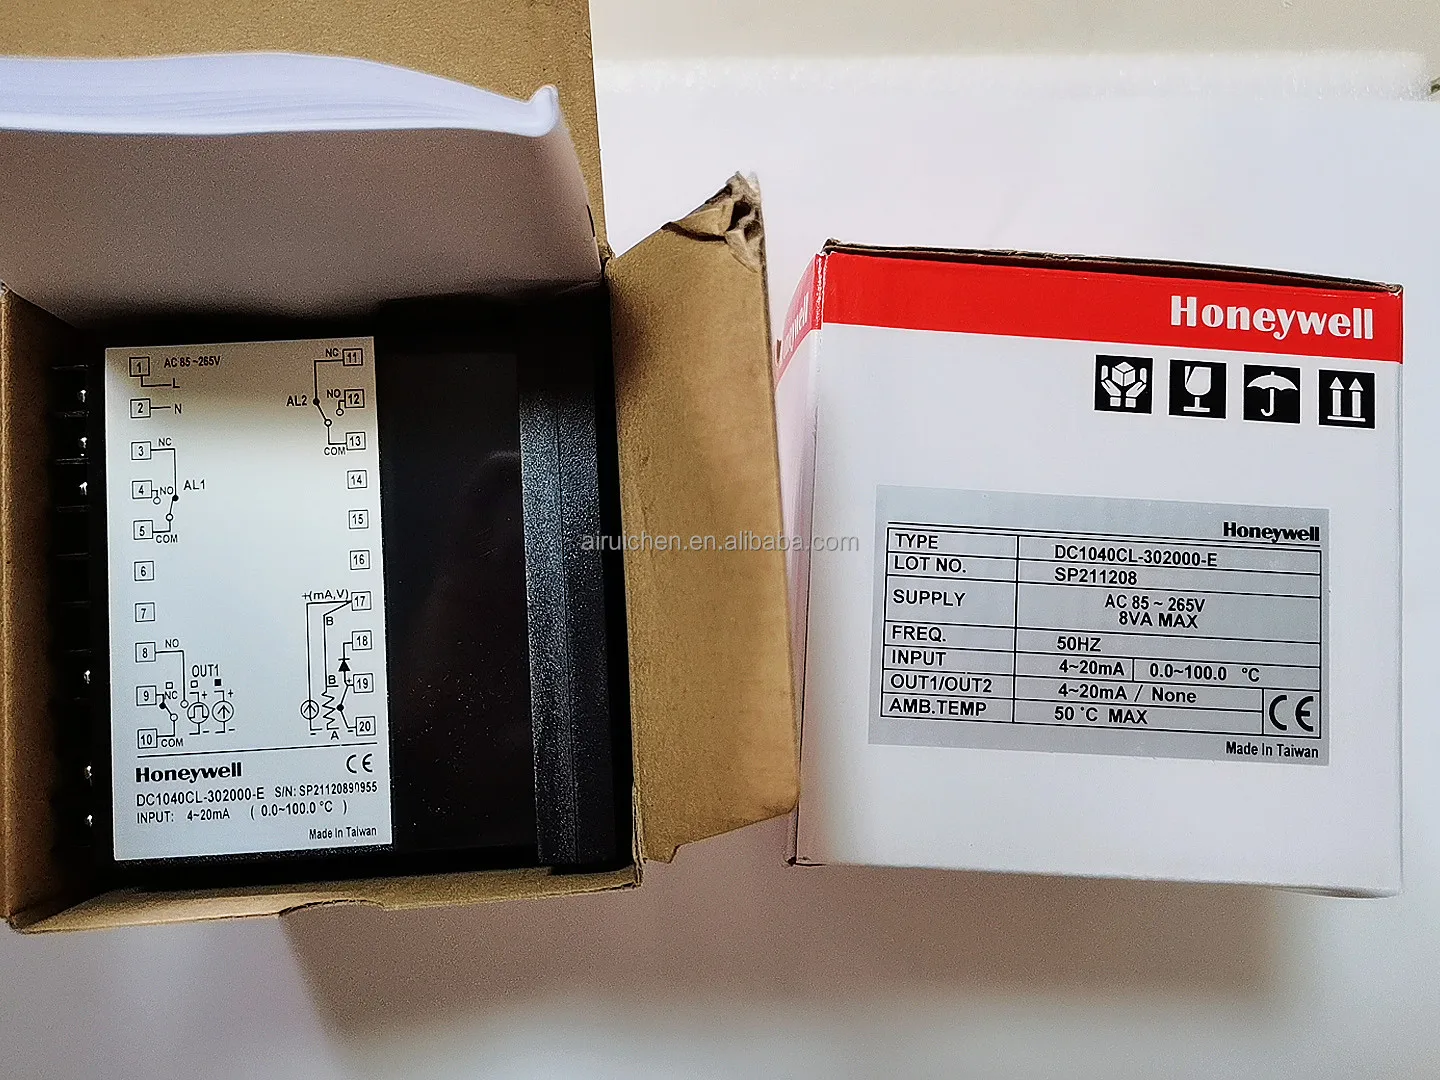 1 AC 85~265V
L
2 N
3 NC
4 NO AL1
5 COM
6
7
8 NO
OUT1
9 NC
10 COM
NC 11
AL2 NO 12
COM 13
14
15
16
+(mA,V) 17
B
18
B 19
A 20
Honeywell CE
DC1040CL-302000-E S/N: SP21120890955
INPUT: 4~20mA ( 0.0~100.0 °C )
Made In Taiwan
airuichen.en.alibaba.com
Honeywell
Honeywell
Honeywell
TYPE DC1040CL-302000-E
LOT NO. SP211208
SUPPLY AC 85 ~ 265V
8VA MAX
FREQ. 50HZ
INPUT 4~20mA 0.0~100.0 °C
OUT1/OUT2 4~20mA / None
AMB.TEMP 50 °C MAX
CE
Made In Taiwan